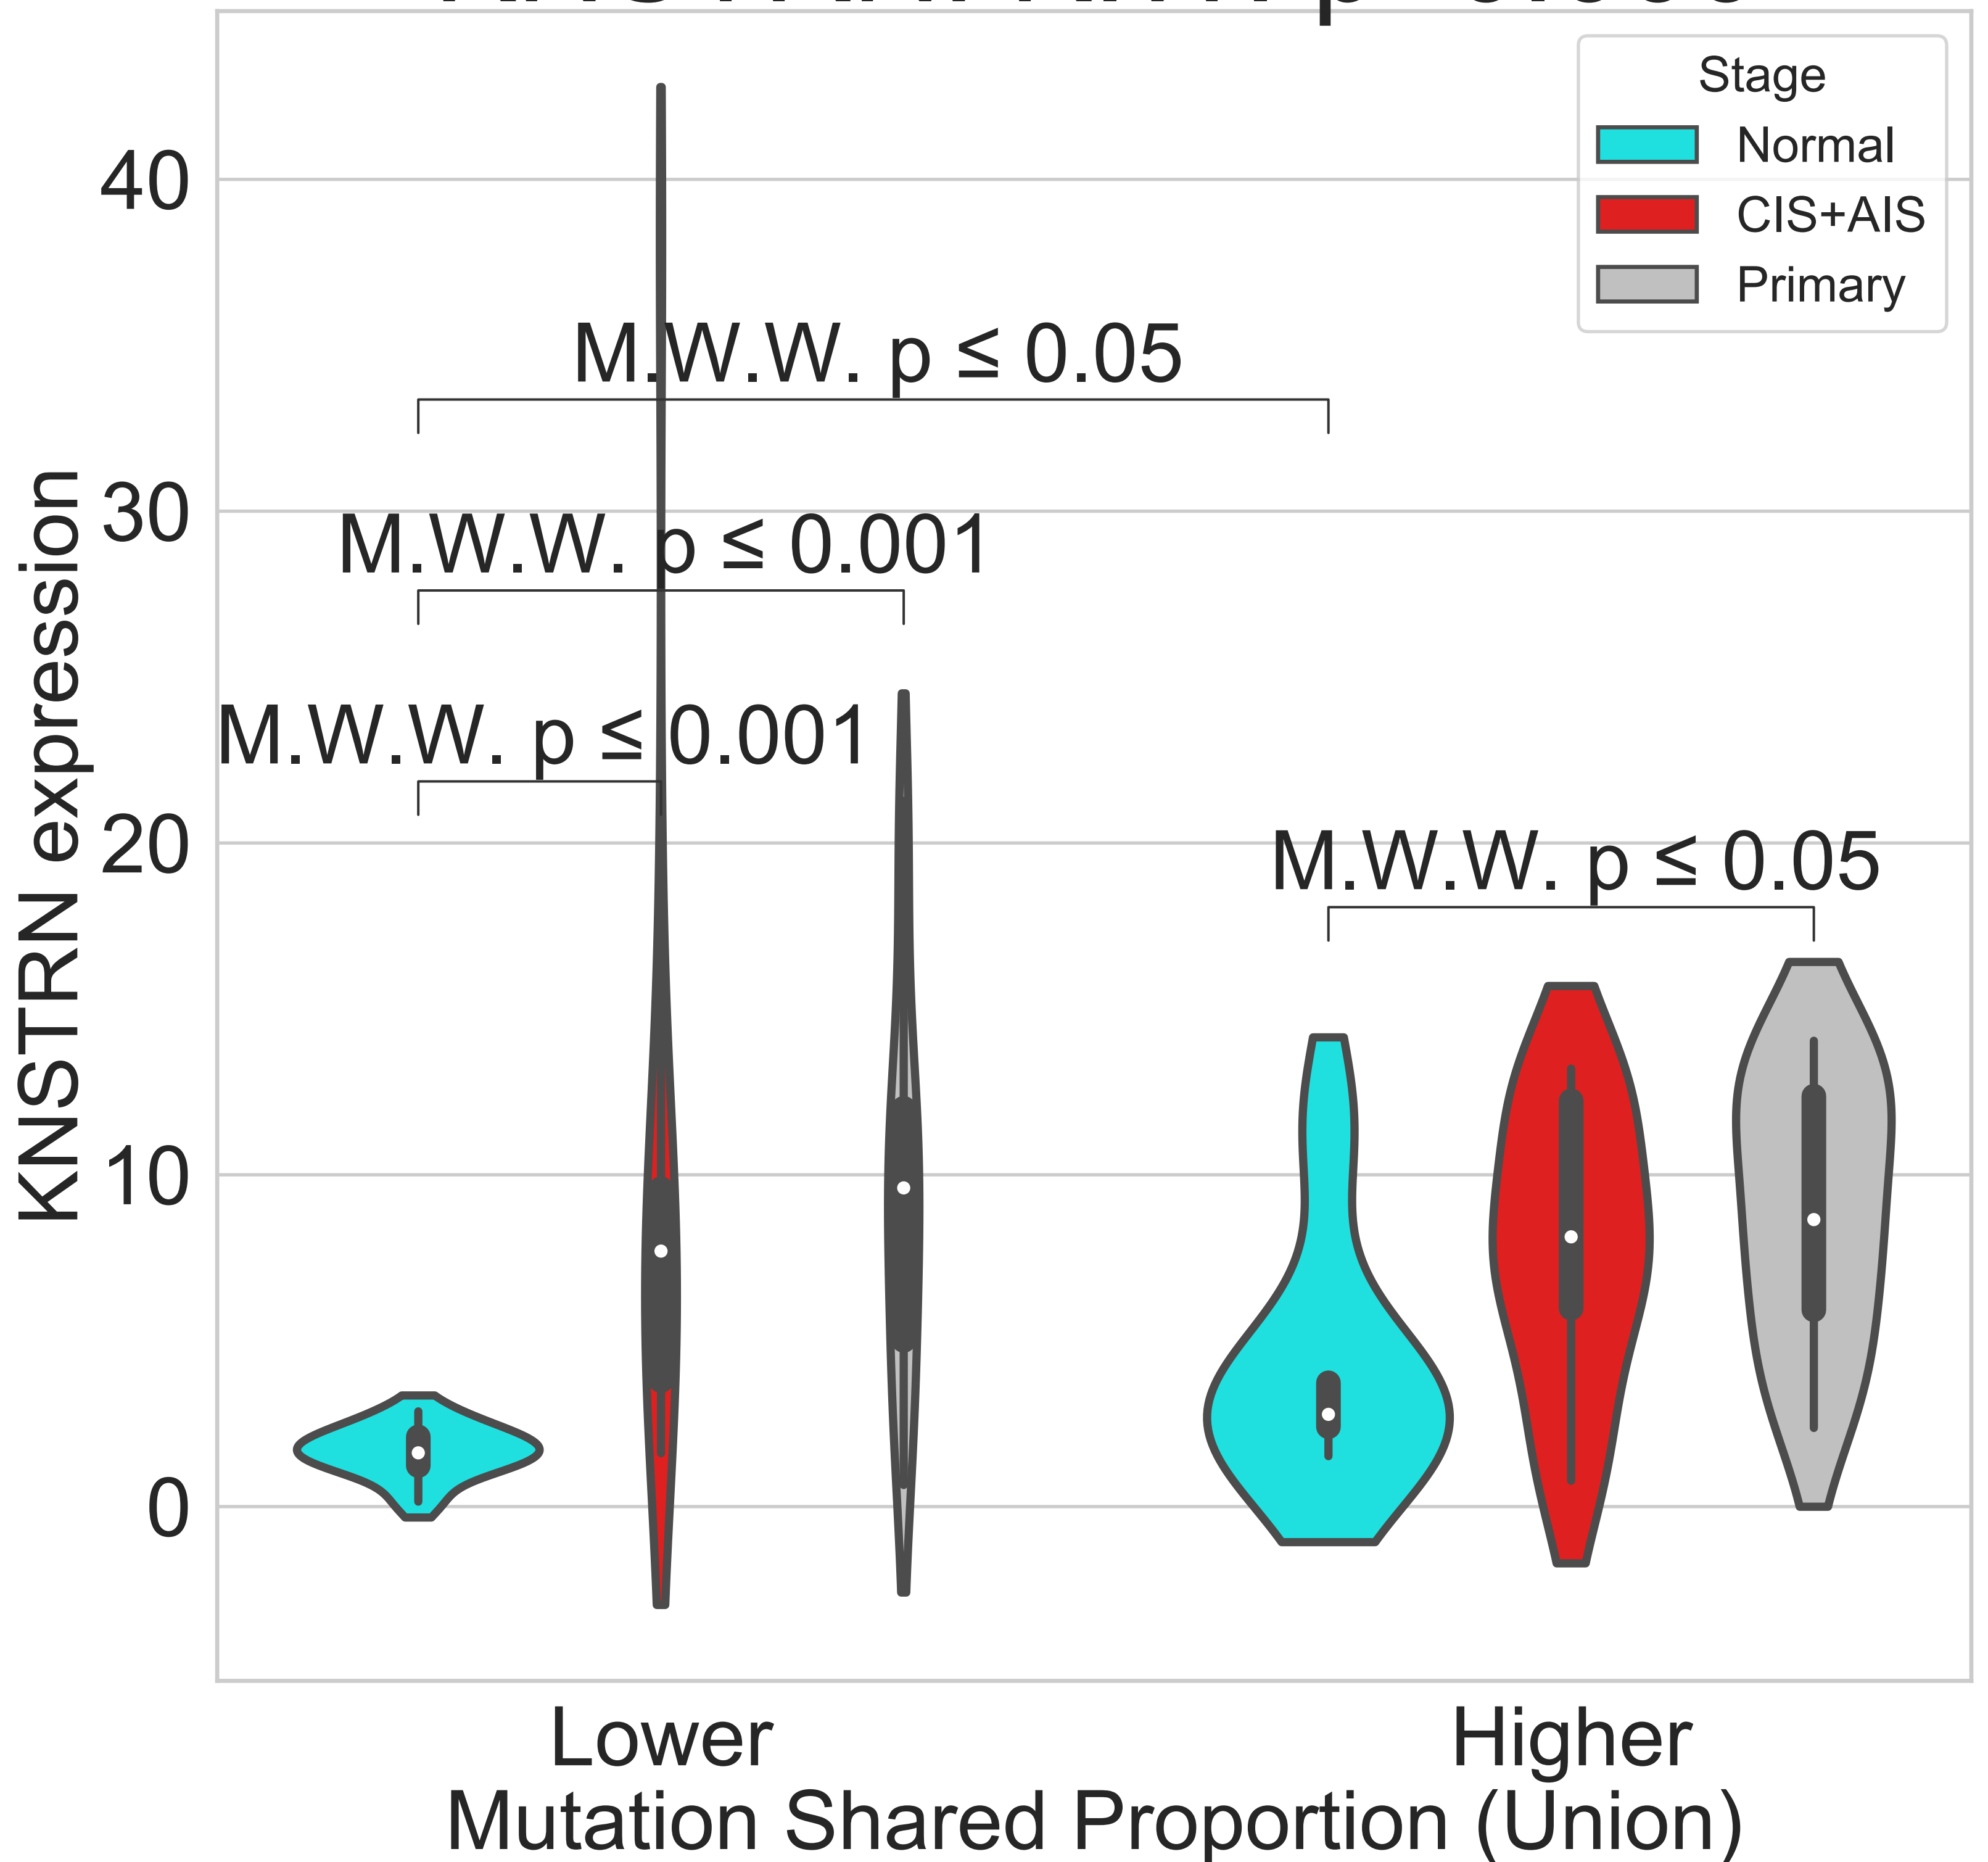 Stage
Normal
CIS+AIS
Primary
40
30
20
10
0
KNSTRN expression
M.W.W. p ≤ 0.05
M.W.W. p ≤ 0.001
M.W.W. p ≤ 0.001
M.W.W. p ≤ 0.05
Lower
Higher
Mutation Shared Proportion (Union)